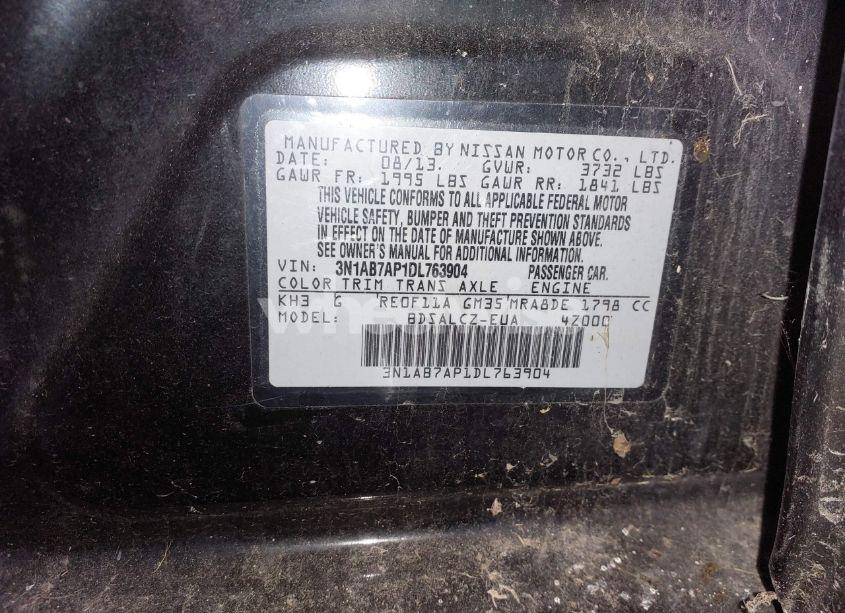 MANUFACTURED BY NISSAN MOTOR CO., LTD.
DATE: 08/13. GVWR: 3732 LBS
GAWR FR: 1995 LBS GAWR RR: 1841 LBS
THIS VEHICLE CONFORMS TO ALL APPLICABLE FEDERAL MOTOR
VEHICLE SAFETY, BUMPER AND THEFT PREVENTION STANDARDS
IN EFFECT ON THE DATE OF MANUFACTURE SHOWN ABOVE.
SEE OWNER'S MANUAL FOR ADDITIONAL INFORMATION.
VIN: 3N1AB7AP1DL763904 PASSENGER CAR.
COLOR TRIM TRANS AXLE ENGINE
KH3 G RE0F11A GM35 MRA8DE 1798 CC
MODEL: BDSALCZ-EUA 4Z000
3N1AB7AP1DL763904